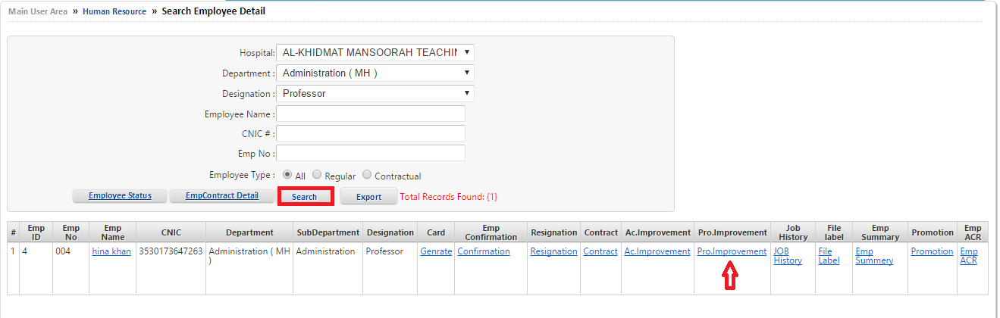 Main User Area » Human Resource » Search Employee Detail
Hospital: AL-KHIDMAT MANSOORAH TEACHIN
Department : Administration ( MH )
Designation : Professor
Employee Name :
CNIC # :
Emp No :
Employee Type : All Regular Contractual
Employee Status EmpContract Detail Search Export Total Records Found: {1}
# Emp ID Emp No Emp Name CNIC Department SubDepartment Designation Card Emp Confirmation Resignation Contract Ac.Improvement Pro.Improvement Job History File label Emp Summary Promotion Emp ACR
1 4 004 hina khan 3530173647263 Administration ( MH ) Administration Professor Genrate Confirmation Resignation Contract Ac.Improvement Pro.Improvement JOB History File Label Emp Summery Promotion Emp ACR